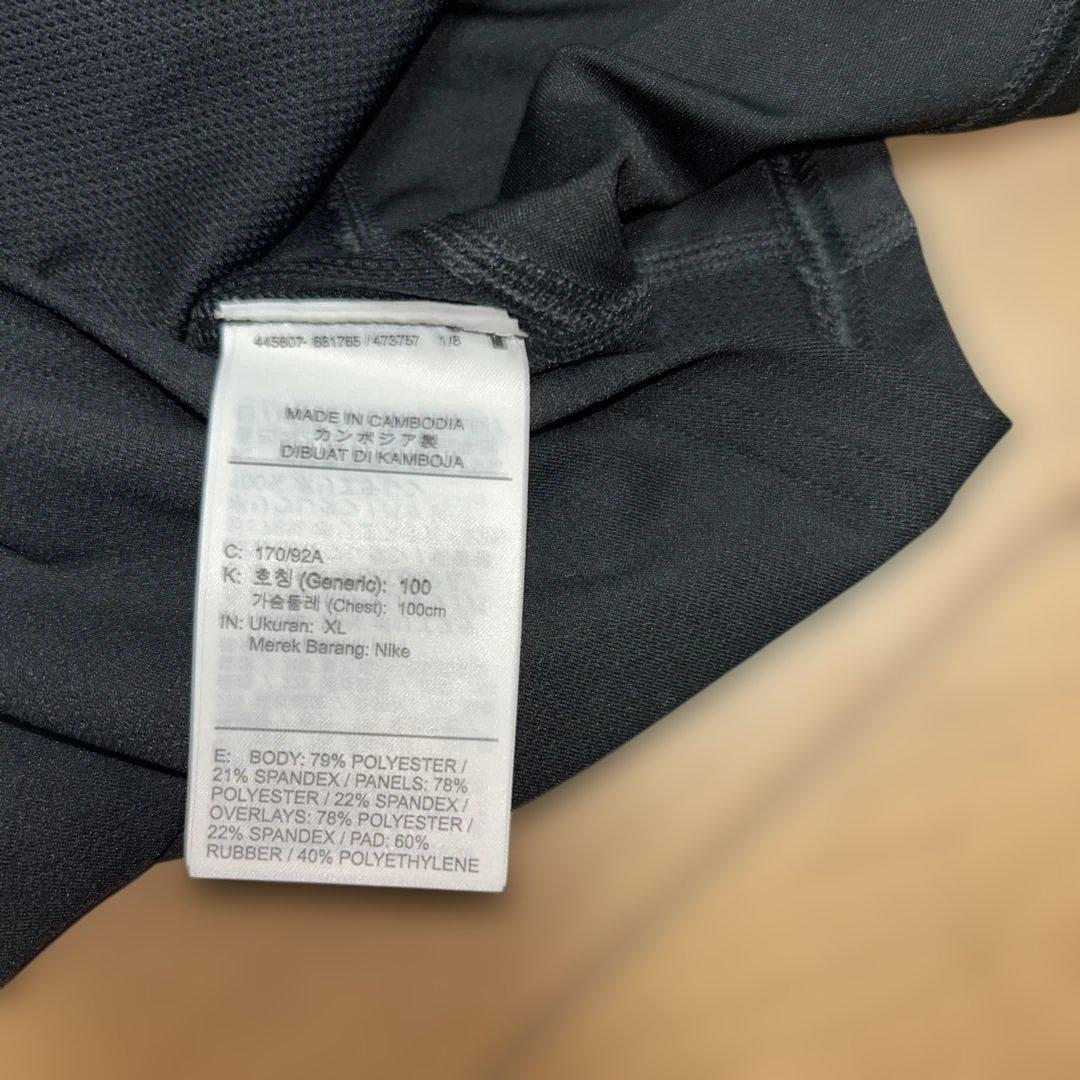 445607- 681765 / 473757 1/8
MADE IN CAMBODIA
カンボジア製
DIBUAT DI KAMBOJA
C: 170/92A
K: 호칭 (Generic): 100
가슴둘레 (Chest): 100cm
IN: Ukuran: XL
Merek Barang: Nike
E: BODY: 79% POLYESTER /
21% SPANDEX / PANELS: 78%
POLYESTER / 22% SPANDEX /
OVERLAYS: 78% POLYESTER /
22% SPANDEX / PAD: 60%
RUBBER / 40% POLYETHYLENE